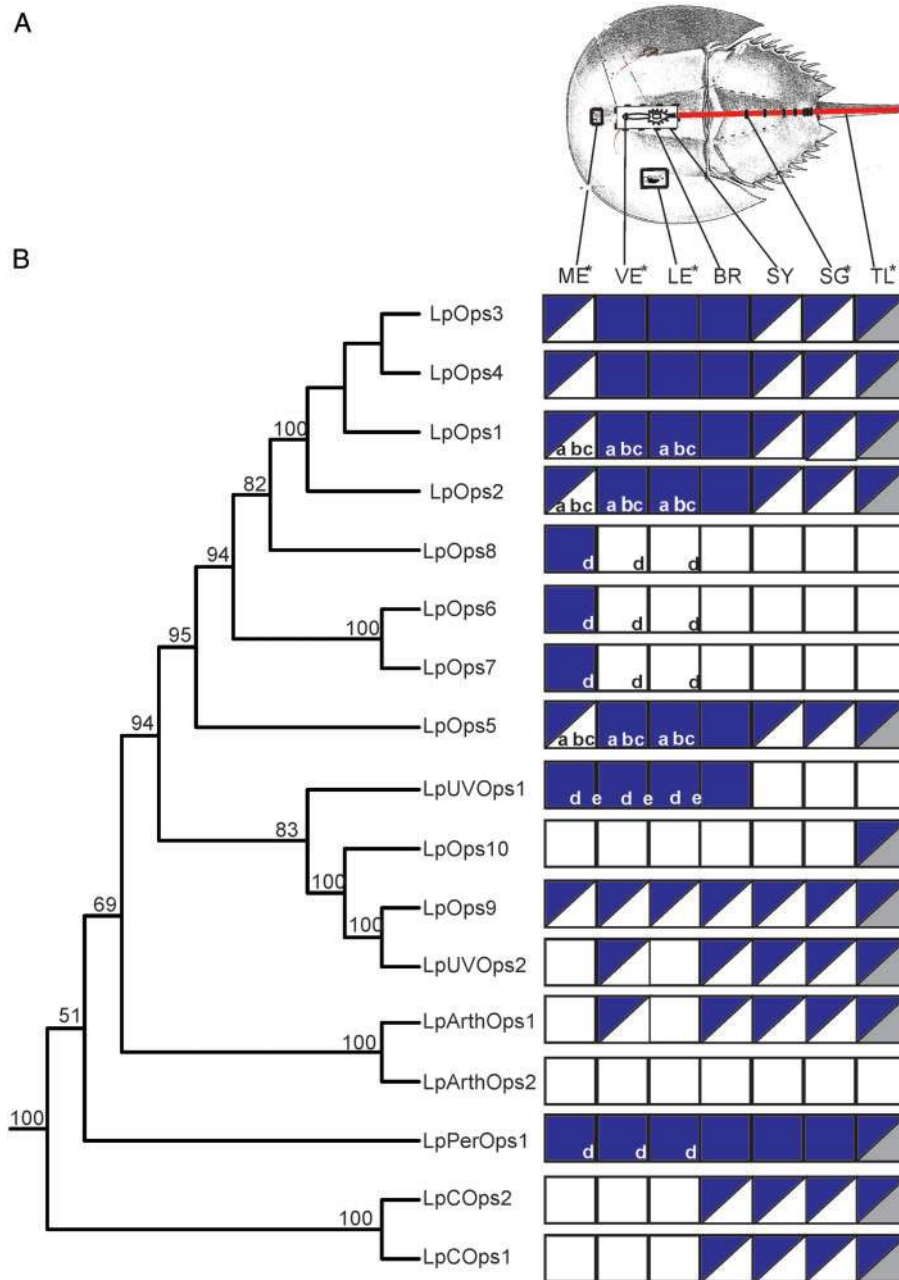 A
B
ME* VE* LE* BR SY SG* TL*
LpOps3
LpOps4
LpOps1 a bc a bc a bc
100
LpOps2 a bc a bc a bc
82
LpOps8 d d d
94
LpOps6 d d d
100
95
LpOps7 d d d
LpOps5 a bc a bc a bc
94
LpUVOps1 d e d e d e
83
LpOps10
100
LpOps9
69
100
LpUVOps2
LpArthOps1
51
100
LpArthOps2
100
LpPerOps1 d d d
LpCOps2
100
LpCOps1